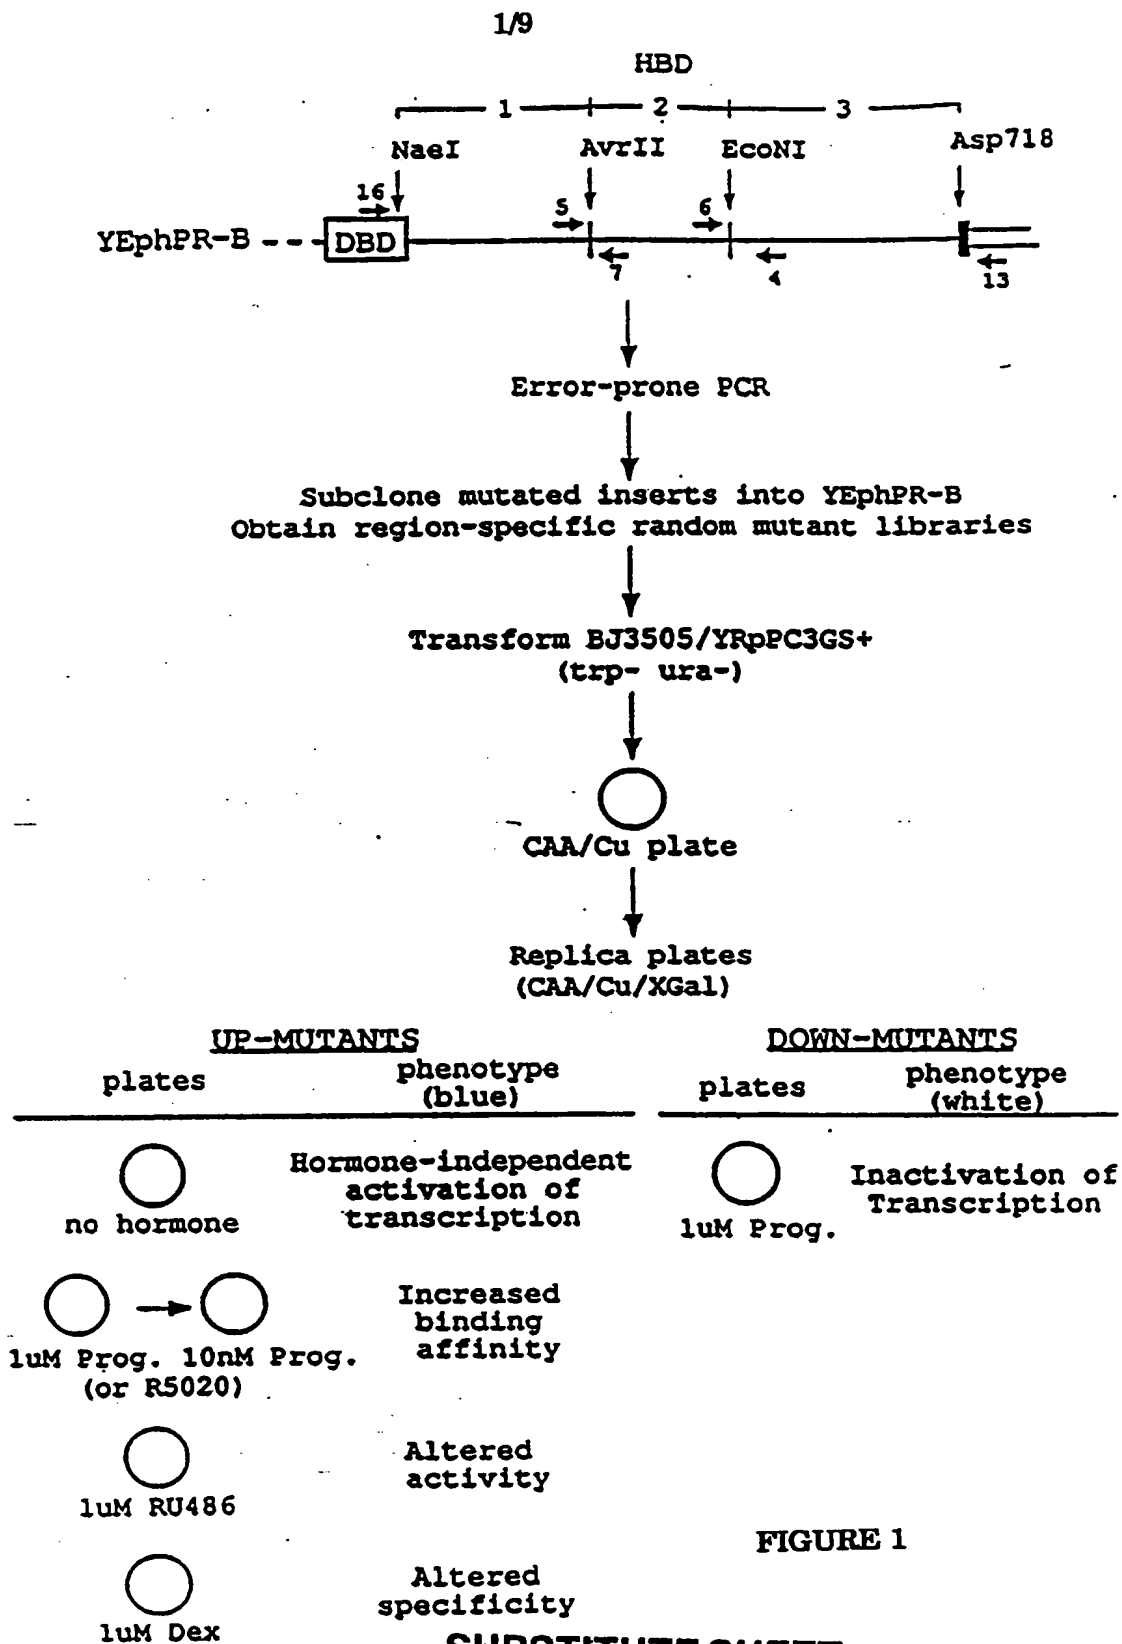 1/9
HBD
1 2 3
NaeI AvrII EcoNI Asp718
16 5 6
YEphPR-B DBD
7 4 13
Error-prone PCR
Subclone mutated inserts into YEphPR-B
Obtain region-specific random mutant libraries
Transform BJ3505/YRpPC3GS+
(trp- ura-)
CAA/Cu plate
Replica plates
(CAA/Cu/XGal)
UP-MUTANTS DOWN-MUTANTS
plates phenotype (blue) plates phenotype (white)
no hormone
Hormone-independent
activation of
transcription
1uM Prog.
Inactivation of
Transcription
1uM Prog. 10nM Prog.
(or R5020)
Increased
binding
affinity
1uM RU486
Altered
activity
FIGURE 1
1uM Dex
Altered
specificity
SUBSTITUTE SHEET